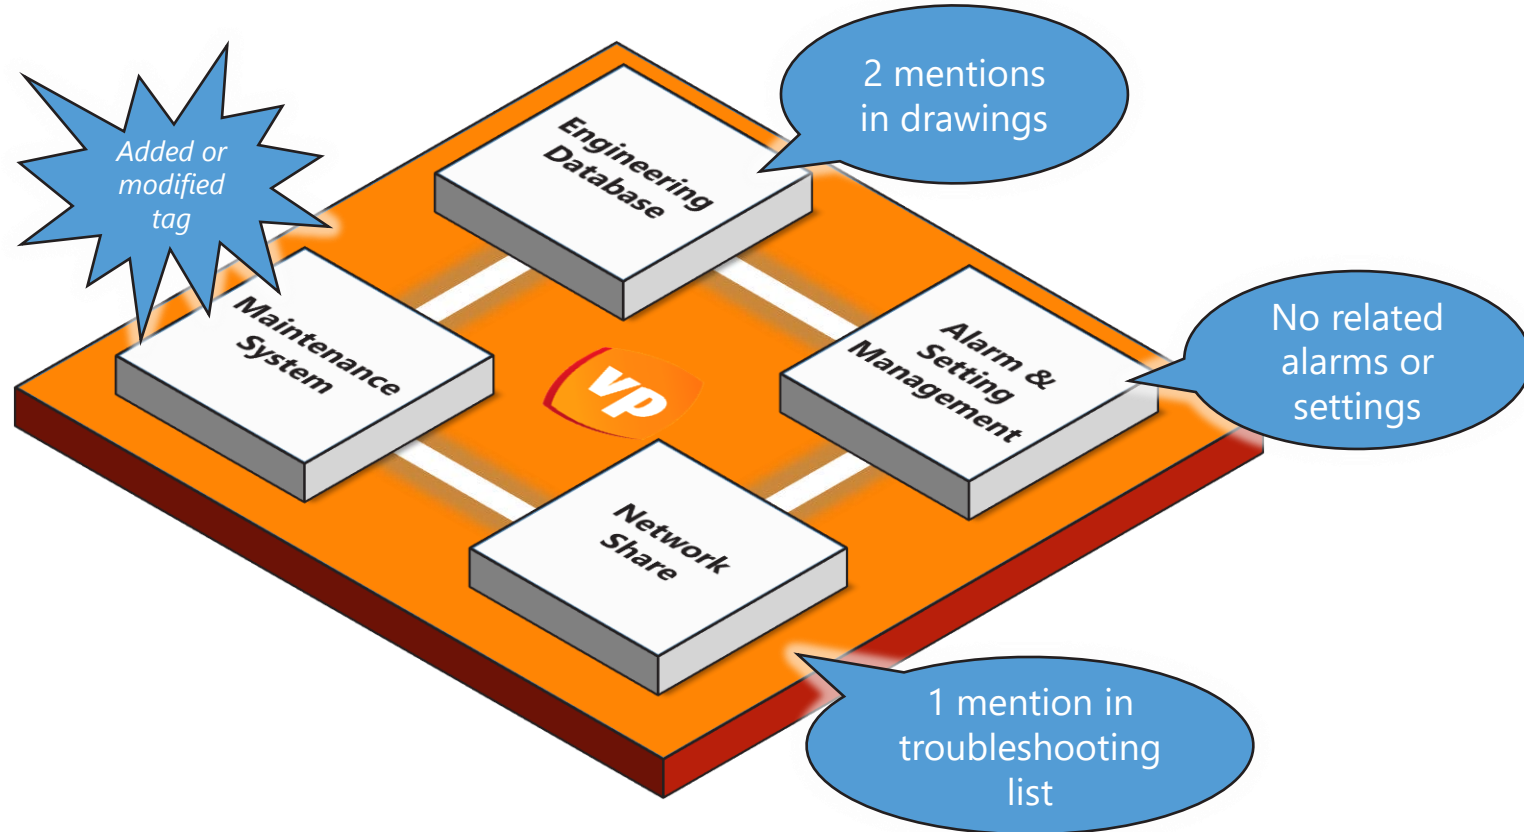 2 mentions
in drawings
Added or
modified
tag
Engineering
Database
Maintenance
System
Alarm &
Setting
Management
No related
alarms or
settings
vp
Network
Share
1 mention in
troubleshooting
list